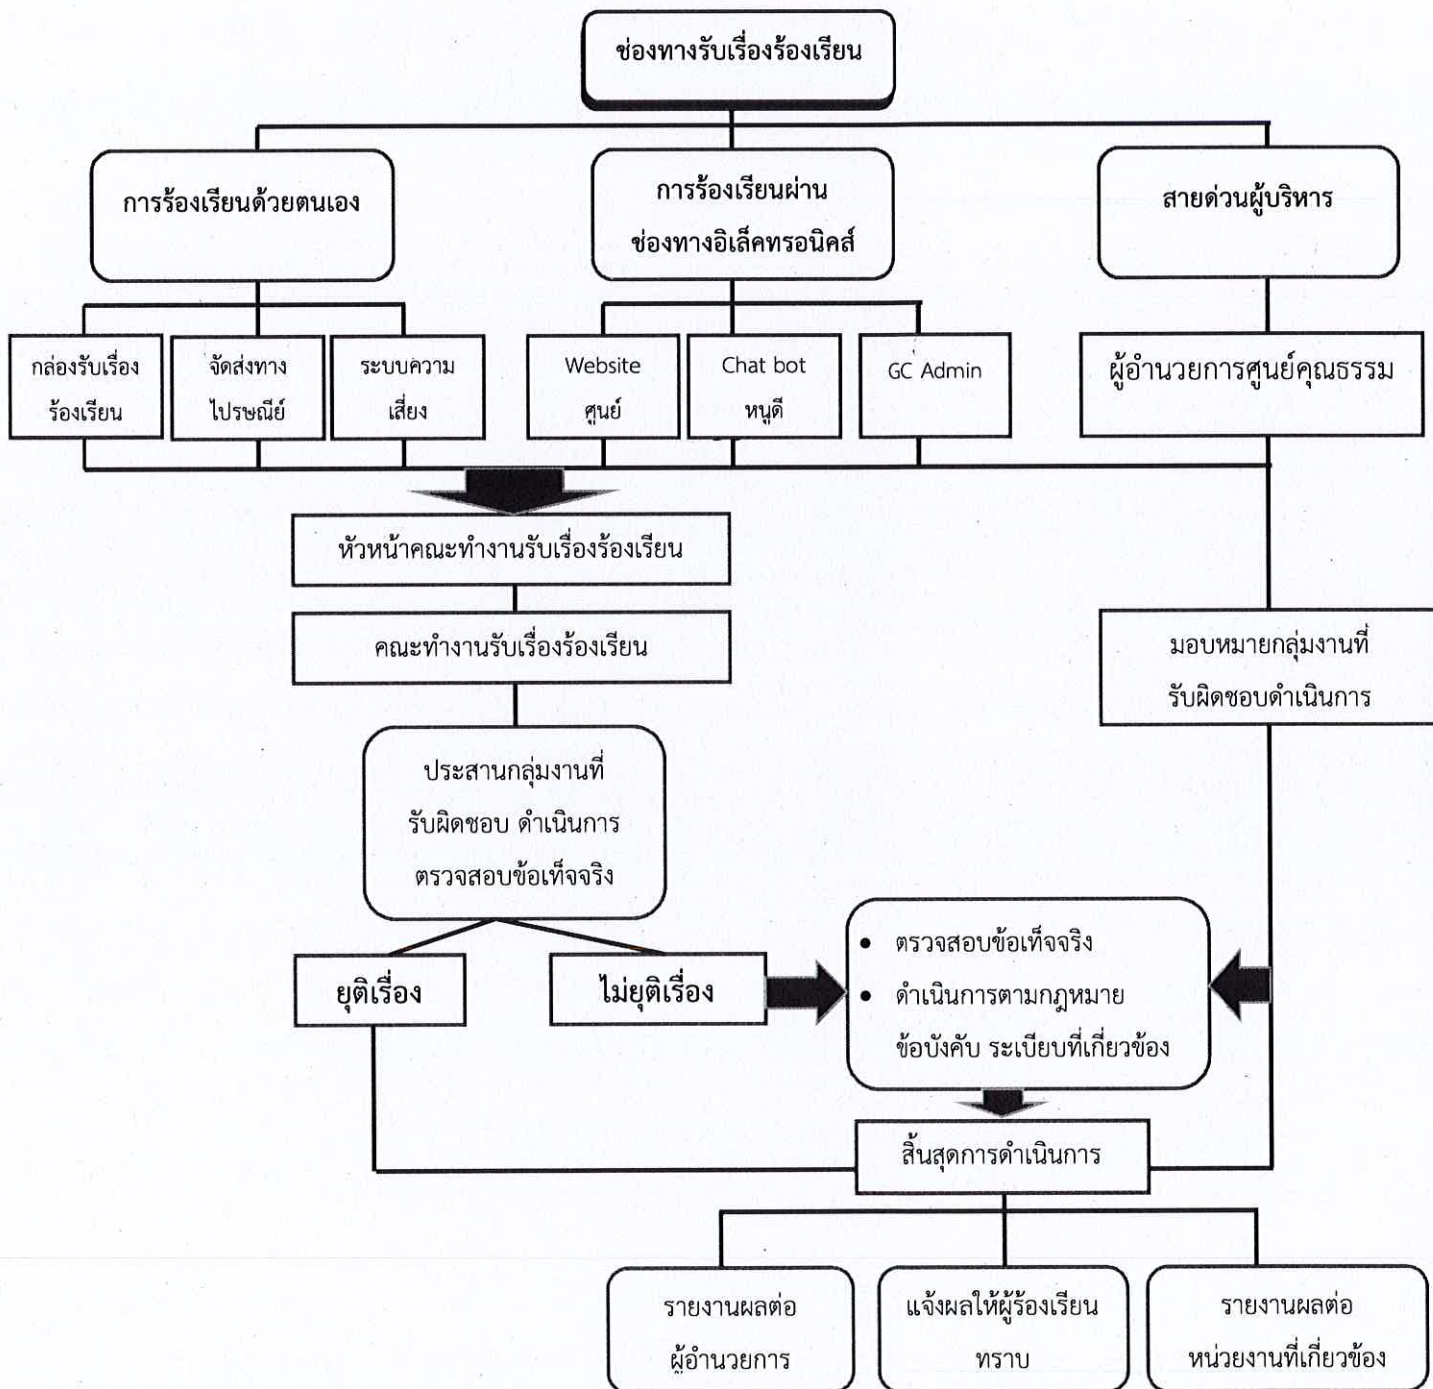 ช่องทางรับเรื่องร้องเรียน
การร้องเรียนด้วยตนเอง
การร้องเรียนผ่าน
ช่องทางอิเล็คทรอนิคส์
สายด่วนผู้บริหาร
กล่องรับเรื่อง
ร้องเรียน
จัดส่งทาง
ไปรษณีย์
ระบบความ
เสี่ยง
Website
ศูนย์
Chat bot
หนูดี
GC Admin
ผู้อำนวยการศูนย์คุณธรรม
หัวหน้าคณะทำงานรับเรื่องร้องเรียน
คณะทำงานรับเรื่องร้องเรียน
มอบหมายกลุ่มงานที่
รับผิดชอบดำเนินการ
ประสานกลุ่มงานที่
รับผิดชอบ ดำเนินการ
ตรวจสอบข้อเท็จจริง
ยุติเรื่อง
ไม่ยุติเรื่อง
• ตรวจสอบข้อเท็จจริง
• ดำเนินการตามกฎหมาย
ข้อบังคับ ระเบียบที่เกี่ยวข้อง
สิ้นสุดการดำเนินการ
รายงานผลต่อ
ผู้อำนวยการ
แจ้งผลให้ผู้ร้องเรียน
ทราบ
รายงานผลต่อ
หน่วยงานที่เกี่ยวข้อง